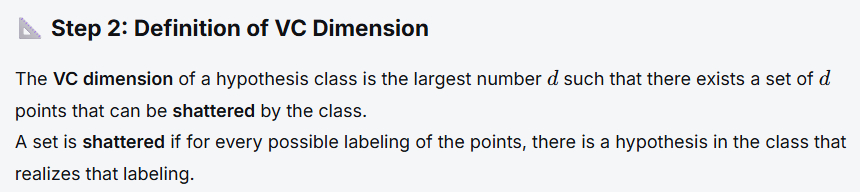 📐 Step 2: Definition of VC Dimension
The VC dimension of a hypothesis class is the largest number d such that there exists a set of d
points that can be shattered by the class.
A set is shattered if for every possible labeling of the points, there is a hypothesis in the class that
realizes that labeling.